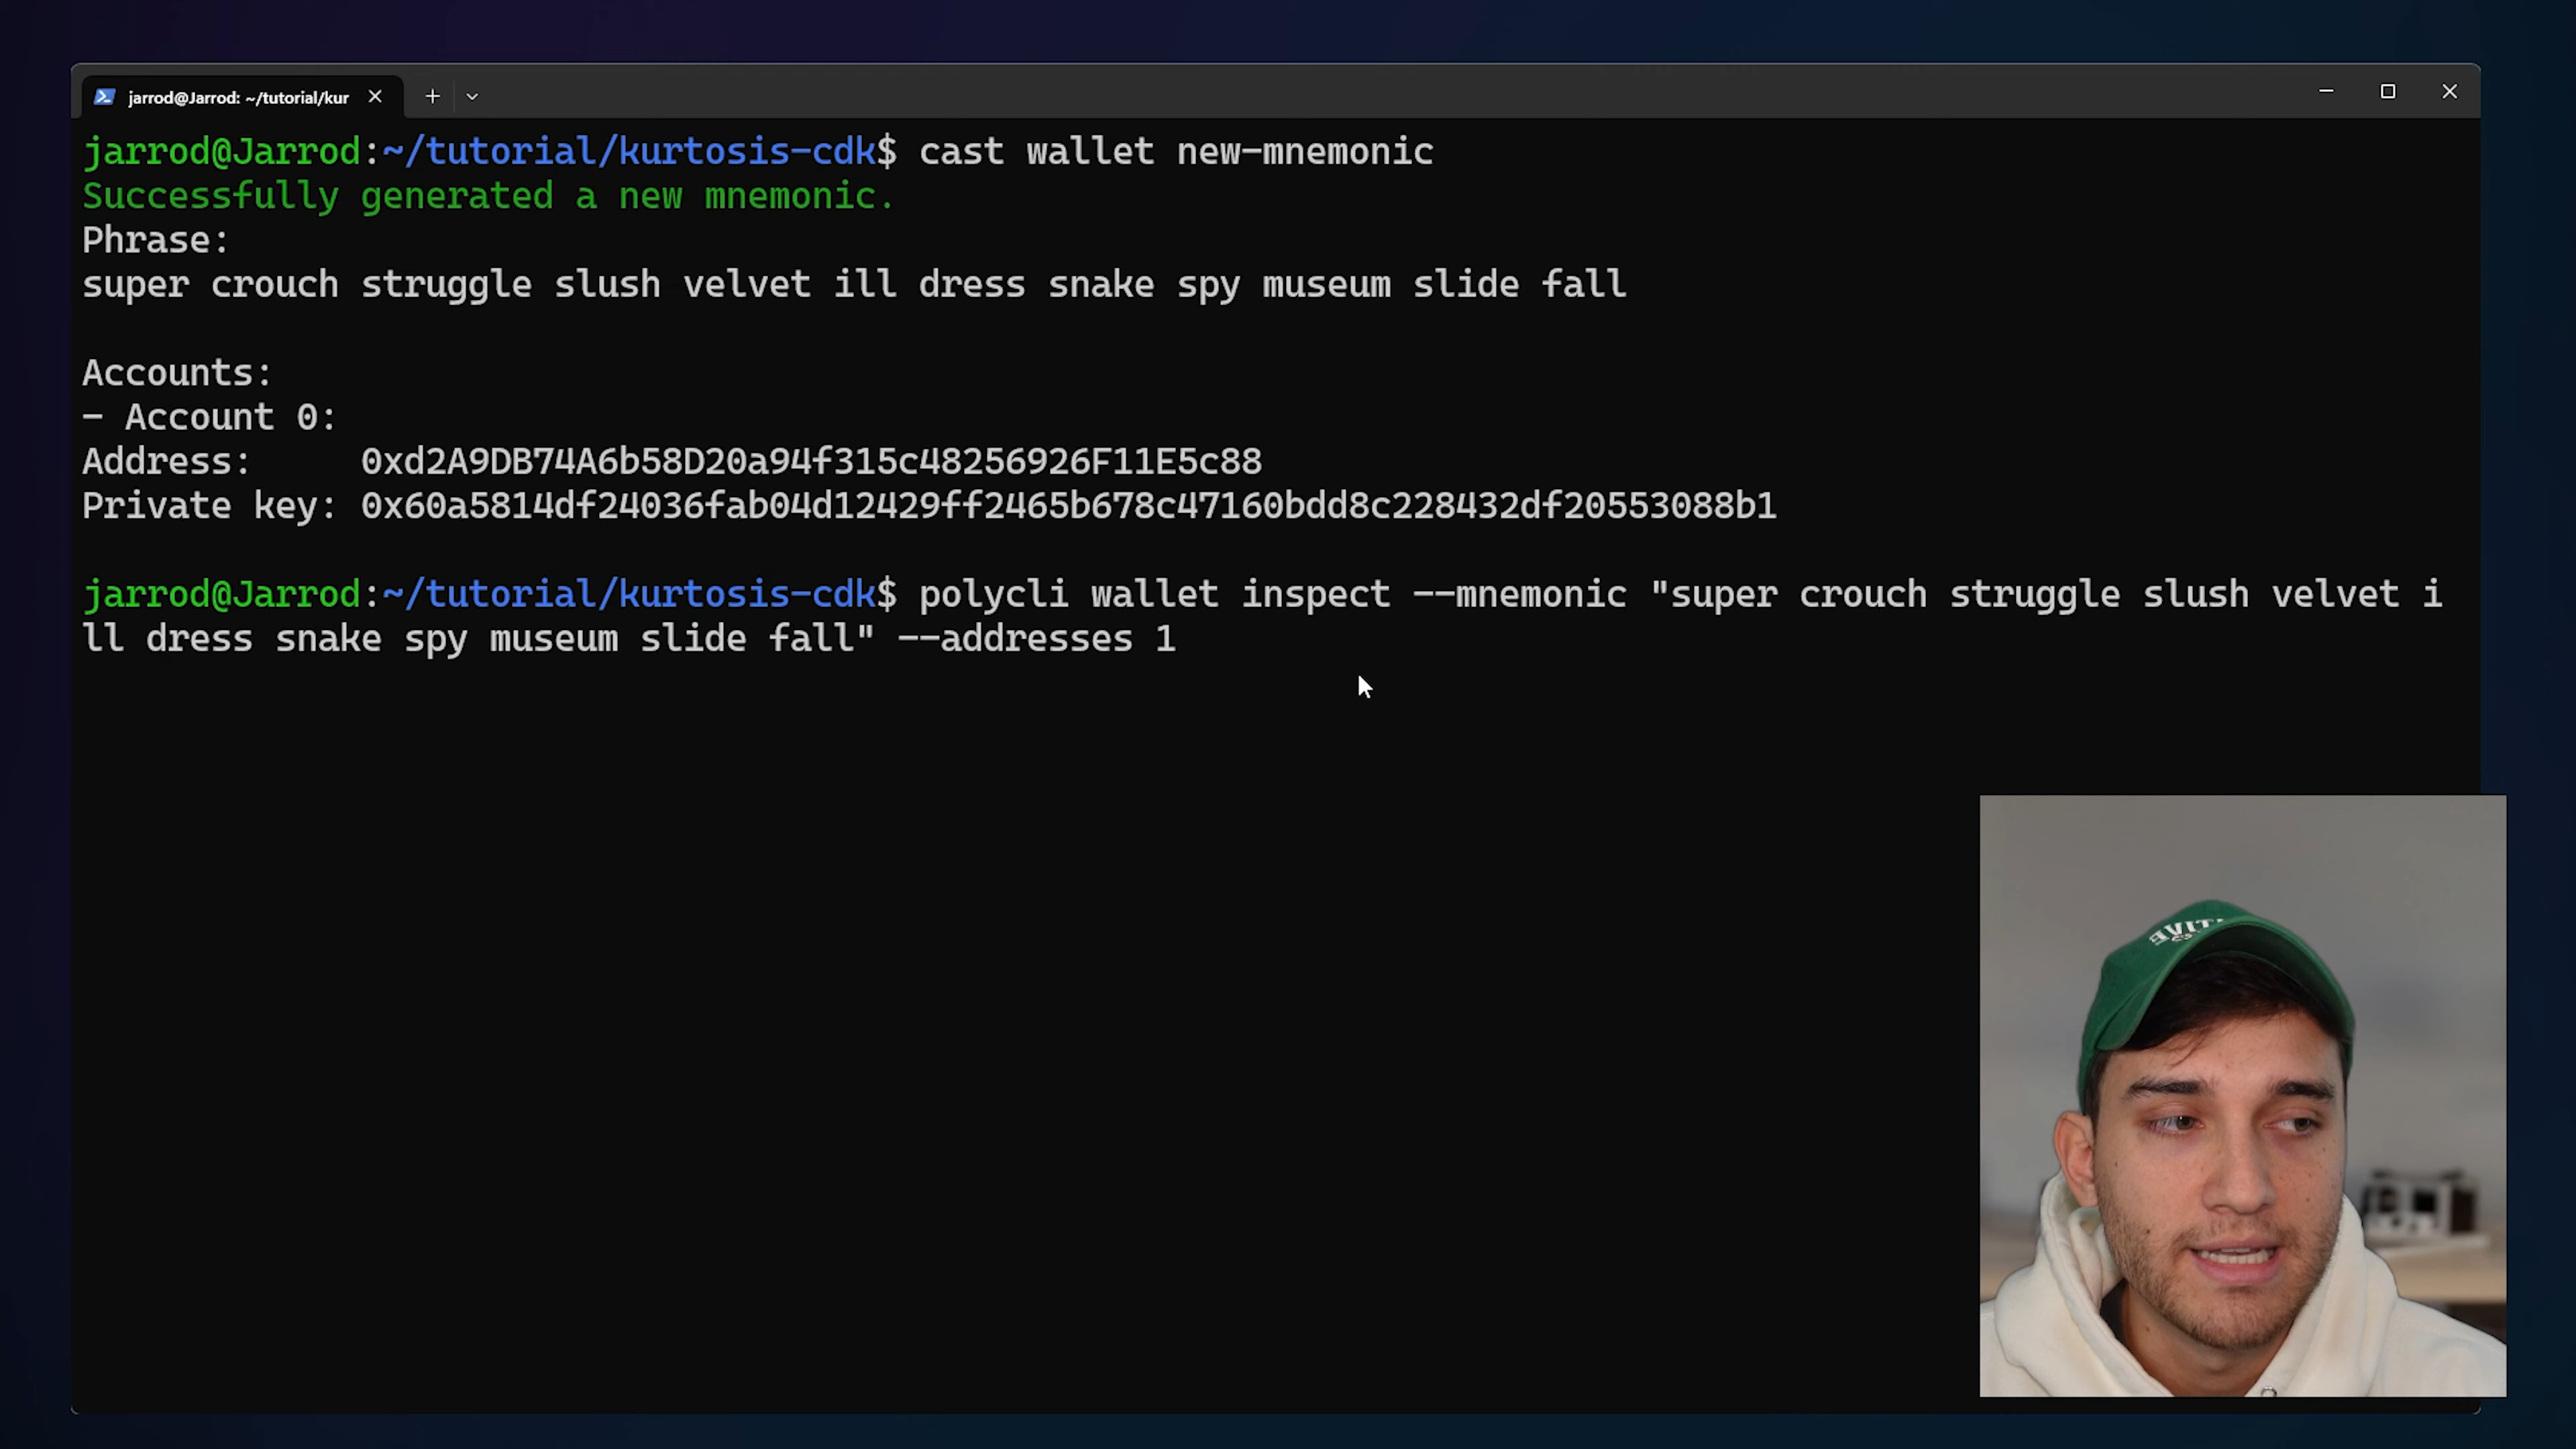 jarrod@Jarrod: ~/tutorial/kur
jarrod@Jarrod:~/tutorial/kurtosis-cdk$ cast wallet new-mnemonic
Successfully generated a new mnemonic.
Phrase:
super crouch struggle slush velvet ill dress snake spy museum slide fall
Accounts:
- Account 0:
Address:     0xd2A9DB74A6b58D20a94f315c48256926F11E5c88
Private key: 0x60a5814df24036fab04d12429ff2465b678c47160bdd8c228432df20553088b1
jarrod@Jarrod:~/tutorial/kurtosis-cdk$ polycli wallet inspect --mnemonic "super crouch struggle slush velvet i
ll dress snake spy museum slide fall" --addresses 1